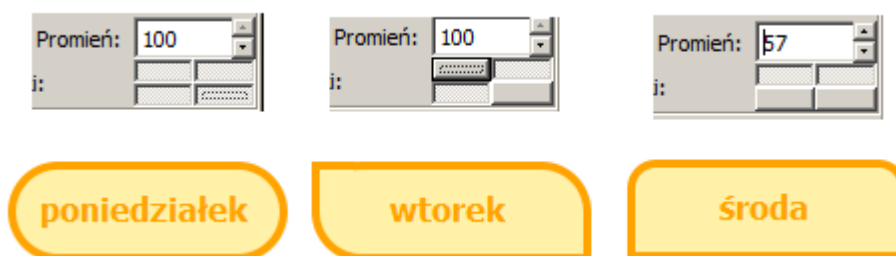 Promień: 100
i:
Promień: 100
i:
Promień: 57
i:
poniedziałek
wtorek
środa